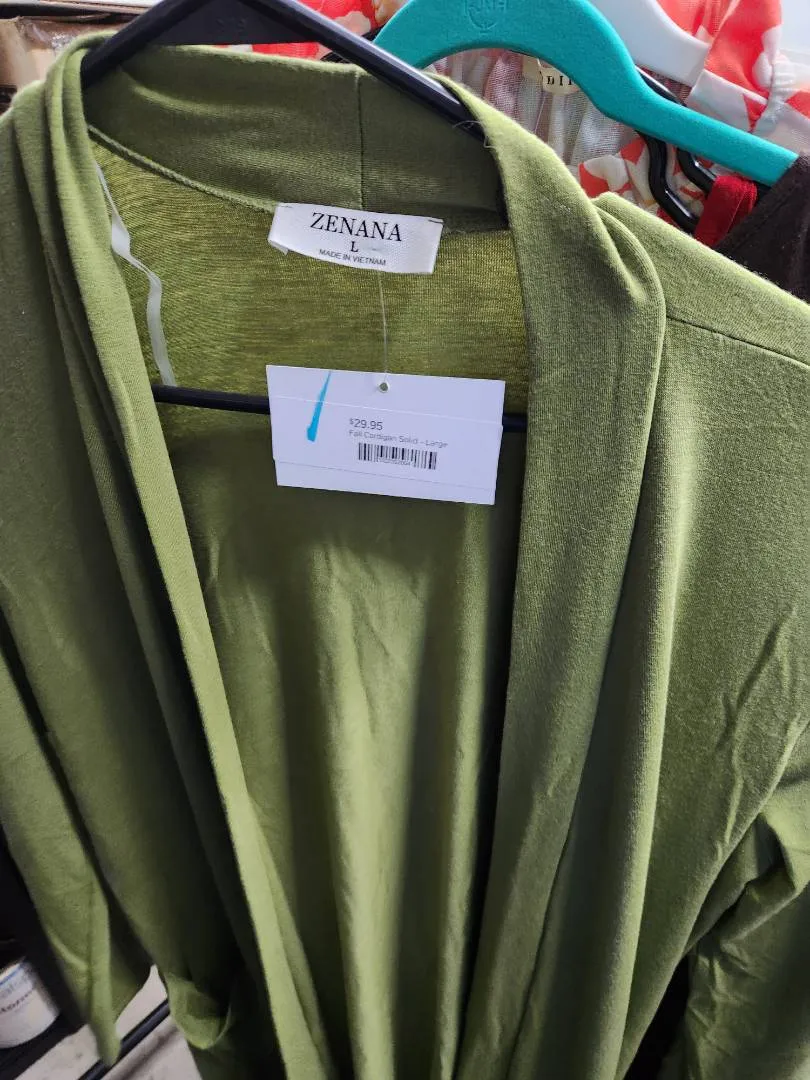 ZENANA
L
MADE IN VIETNAM
$29.95
Fall Cardigan Solid - Large